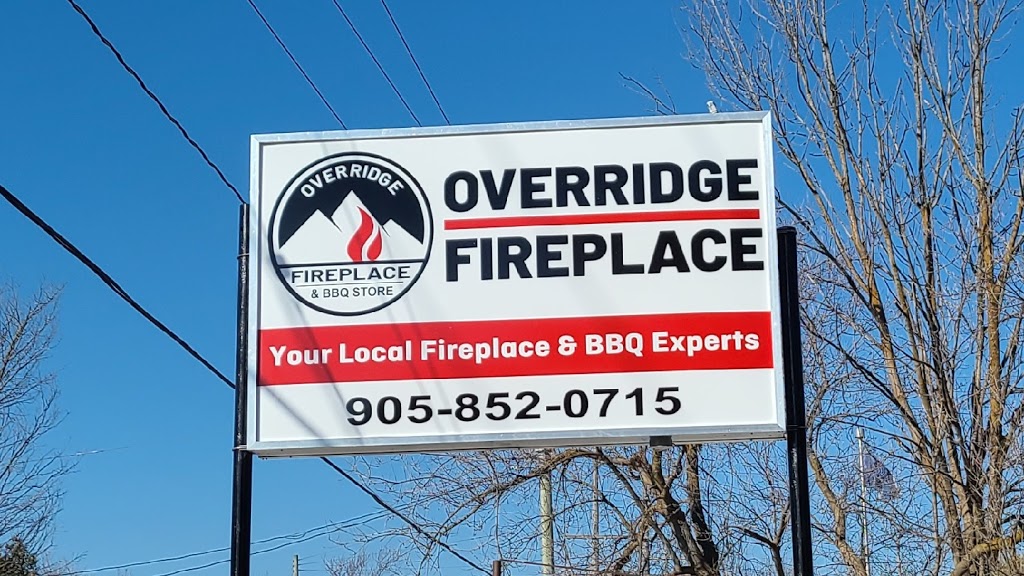 OVERRIDGE
FIREPLACE
& BBQ STORE
OVERRIDGE
FIREPLACE
Your Local Fireplace & BBQ Experts
905-852-0715